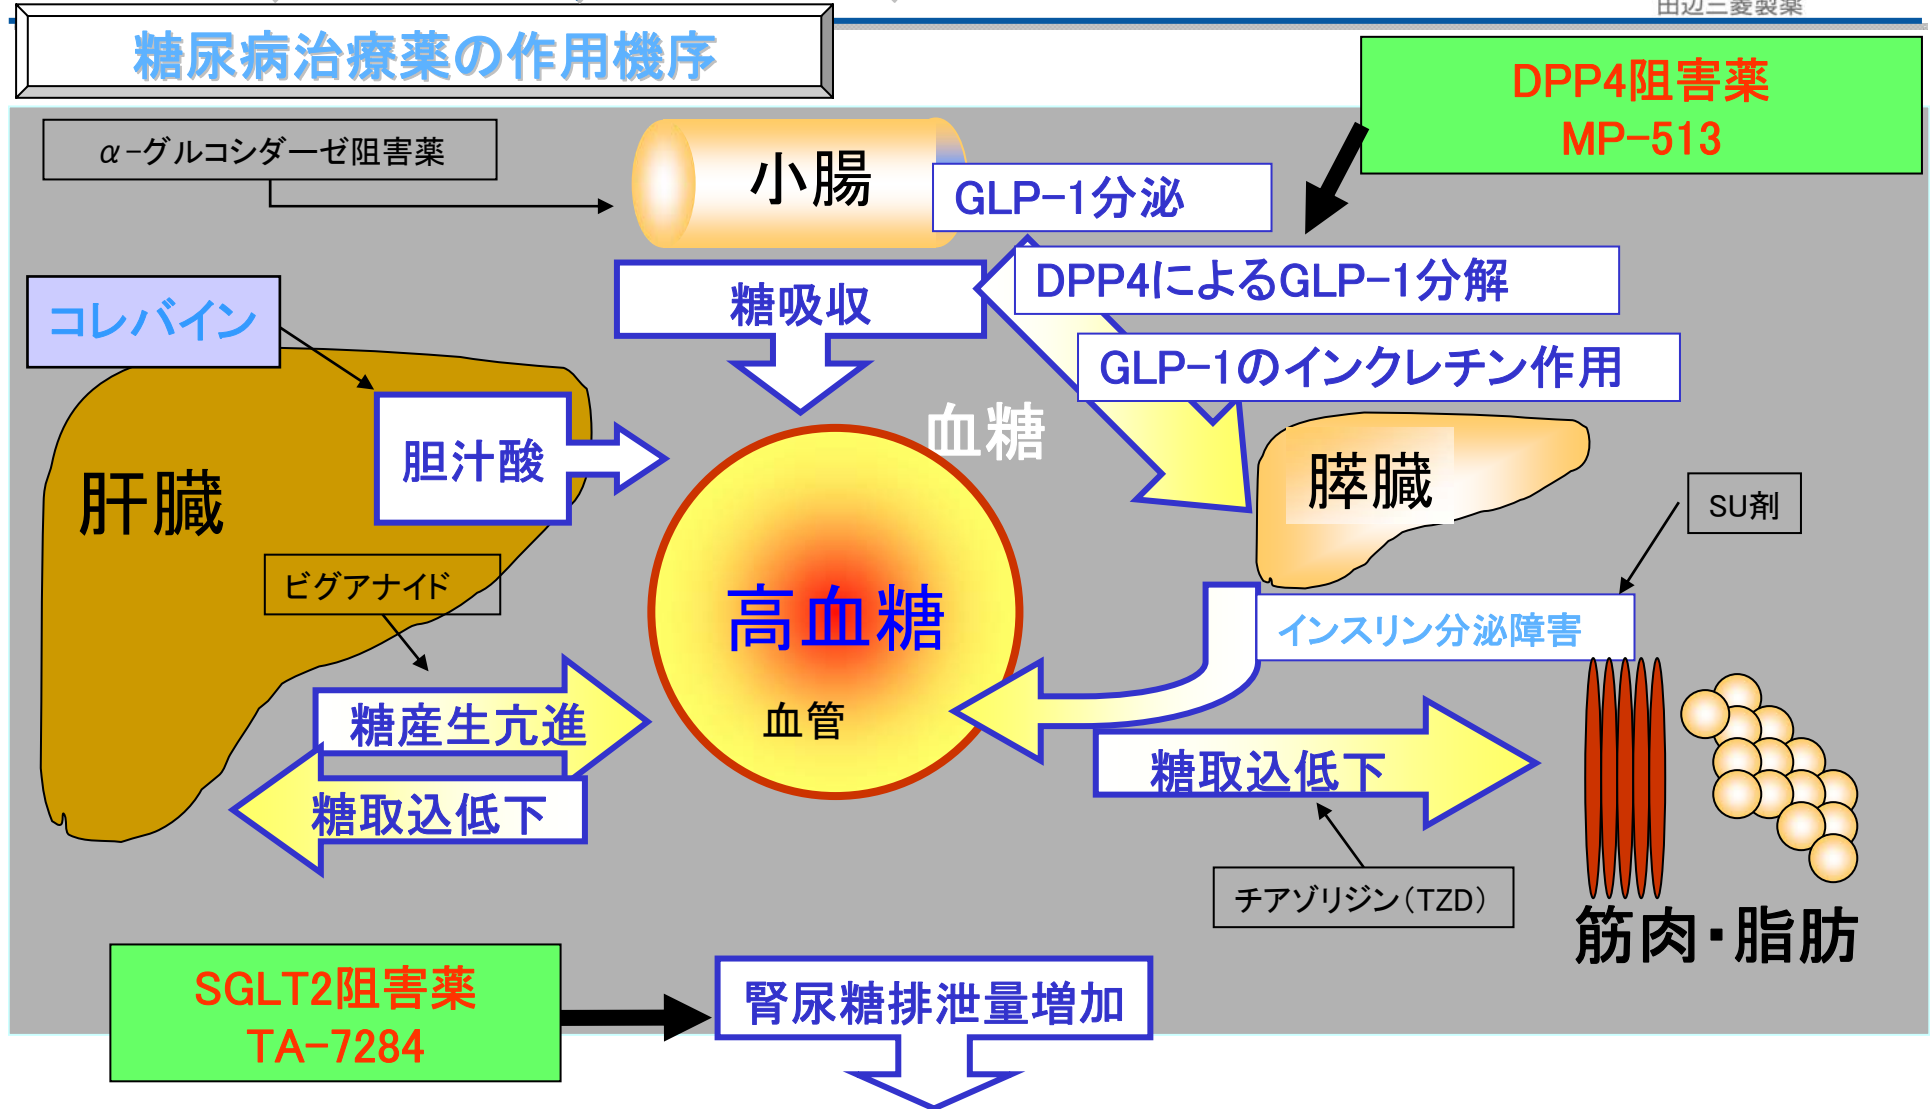 田辺三菱製薬
糖尿病治療薬の作用機序
DPP4阻害薬
MP-513
α-グルコシダーゼ阻害薬
小腸
GLP-1分泌
DPP4によるGLP-1分解
GLP-1のインクレチン作用
糖吸収
コレバイン
血糖
胆汁酸
肝臓
膵臓
SU剤
ビグアナイド
高血糖
インスリン分泌障害
血管
糖産生亢進
糖取込低下
糖取込低下
チアゾリジン(TZD)
筋肉・脂肪
SGLT2阻害薬
TA-7284
腎尿糖排泄量増加